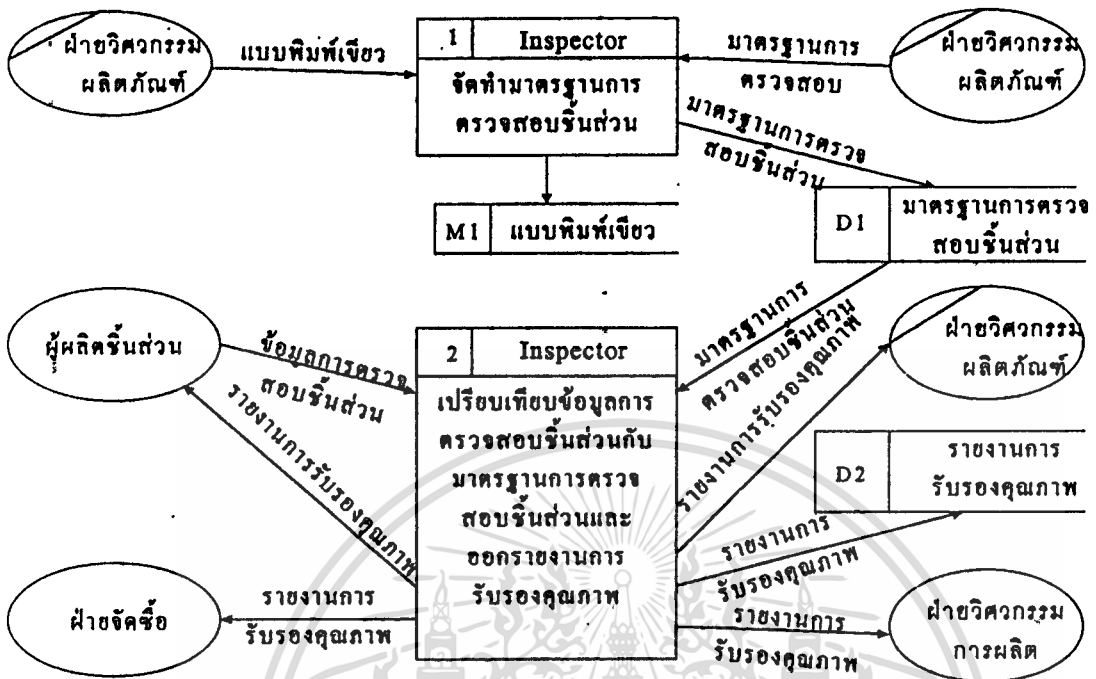 ฝ่ายวิศวกรรม
ผลิตภัณฑ์
แบบพิมพ์เขียว
1
Inspector
จัดทำมาตรฐานการ
ตรวจสอบชิ้นส่วน
มาตรฐานการ
ตรวจสอบ
ฝ่ายวิศวกรรม
ผลิตภัณฑ์
มาตรฐานการตรวจ
สอบชิ้นส่วน
M1
แบบพิมพ์เขียว
D1
มาตรฐานการตรวจ
สอบชิ้นส่วน
ผู้ผลิตชิ้นส่วน
ข้อมูลการตรวจ
สอบชิ้นส่วน
รายงานการรับรองคุณภาพ
2
Inspector
เปรียบเทียบข้อมูลการ
ตรวจสอบชิ้นส่วนกับ
มาตรฐานการตรวจ
สอบชิ้นส่วนและ
ออกรายงานการ
รับรองคุณภาพ
มาตรฐานการ
ตรวจสอบชิ้นส่วน
รายงานการรับรองคุณภาพ
ฝ่ายวิศวกรรม
ผลิตภัณฑ์
D2
รายงานการ
รับรองคุณภาพ
รายงานการ
รับรองคุณภาพ
ฝ่ายจัดซื้อ
รายงานการ
รับรองคุณภาพ
รายงานการ
รับรองคุณภาพ
ฝ่ายวิศวกรรม
การผลิต